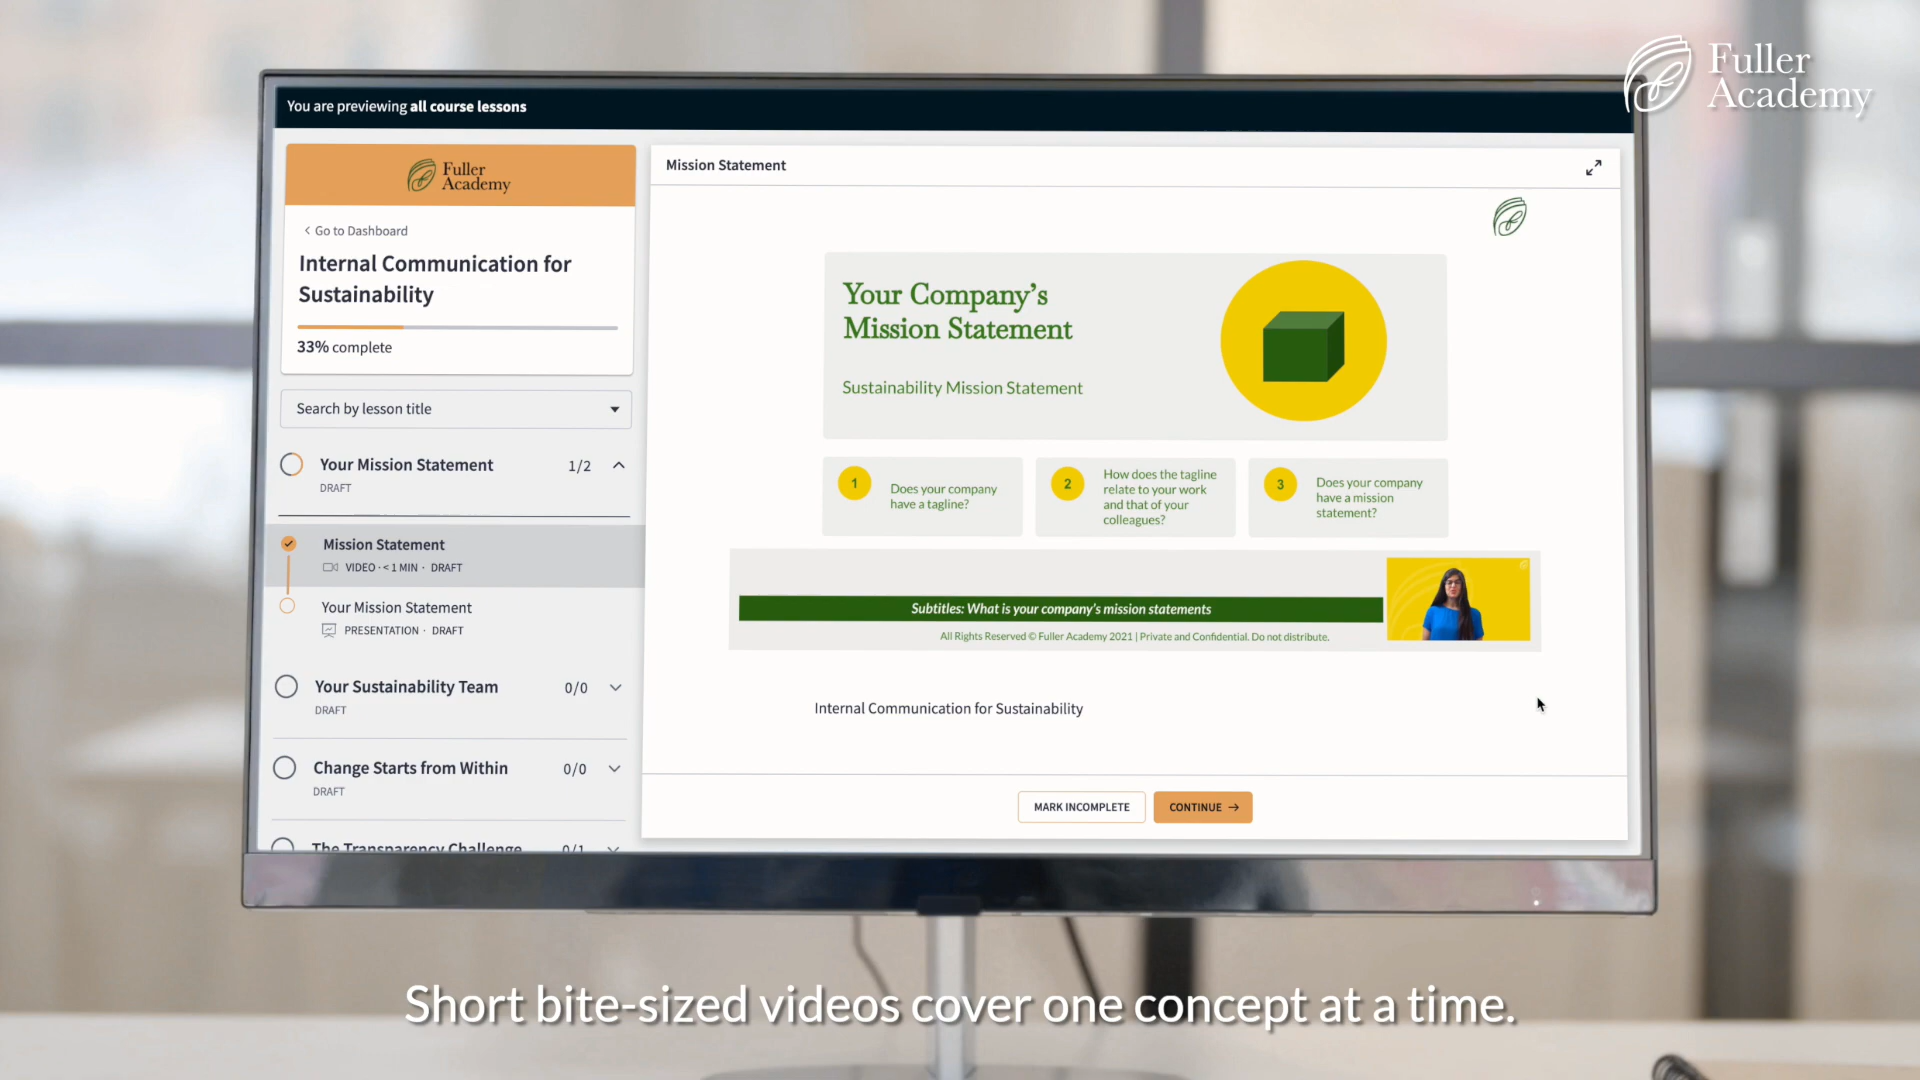 Fuller
Academy
You are previewing all course lessons
Fuller
Academy
Go to Dashboard
Internal Communication for
Sustainability
33% complete
Search by lesson title
Your Mission Statement 1/2
DRAFT
Mission Statement
VIDEO · < 1 MIN · DRAFT
Your Mission Statement
PRESENTATION · DRAFT
Your Sustainability Team 0/0
DRAFT
Change Starts from Within 0/0
DRAFT
The Transparency Challenge 0/1
Mission Statement
Your Company's
Mission Statement
Sustainability Mission Statement
1
Does your company
have a tagline?
2
How does the tagline
relate to your work
and that of your
colleagues?
3
Does your company
have a mission
statement?
Subtitles: What is your company's mission statements
All Rights Reserved © Fuller Academy 2021 | Private and Confidential. Do not distribute.
Internal Communication for Sustainability
MARK INCOMPLETE
CONTINUE →
Short bite-sized videos cover one concept at a time.